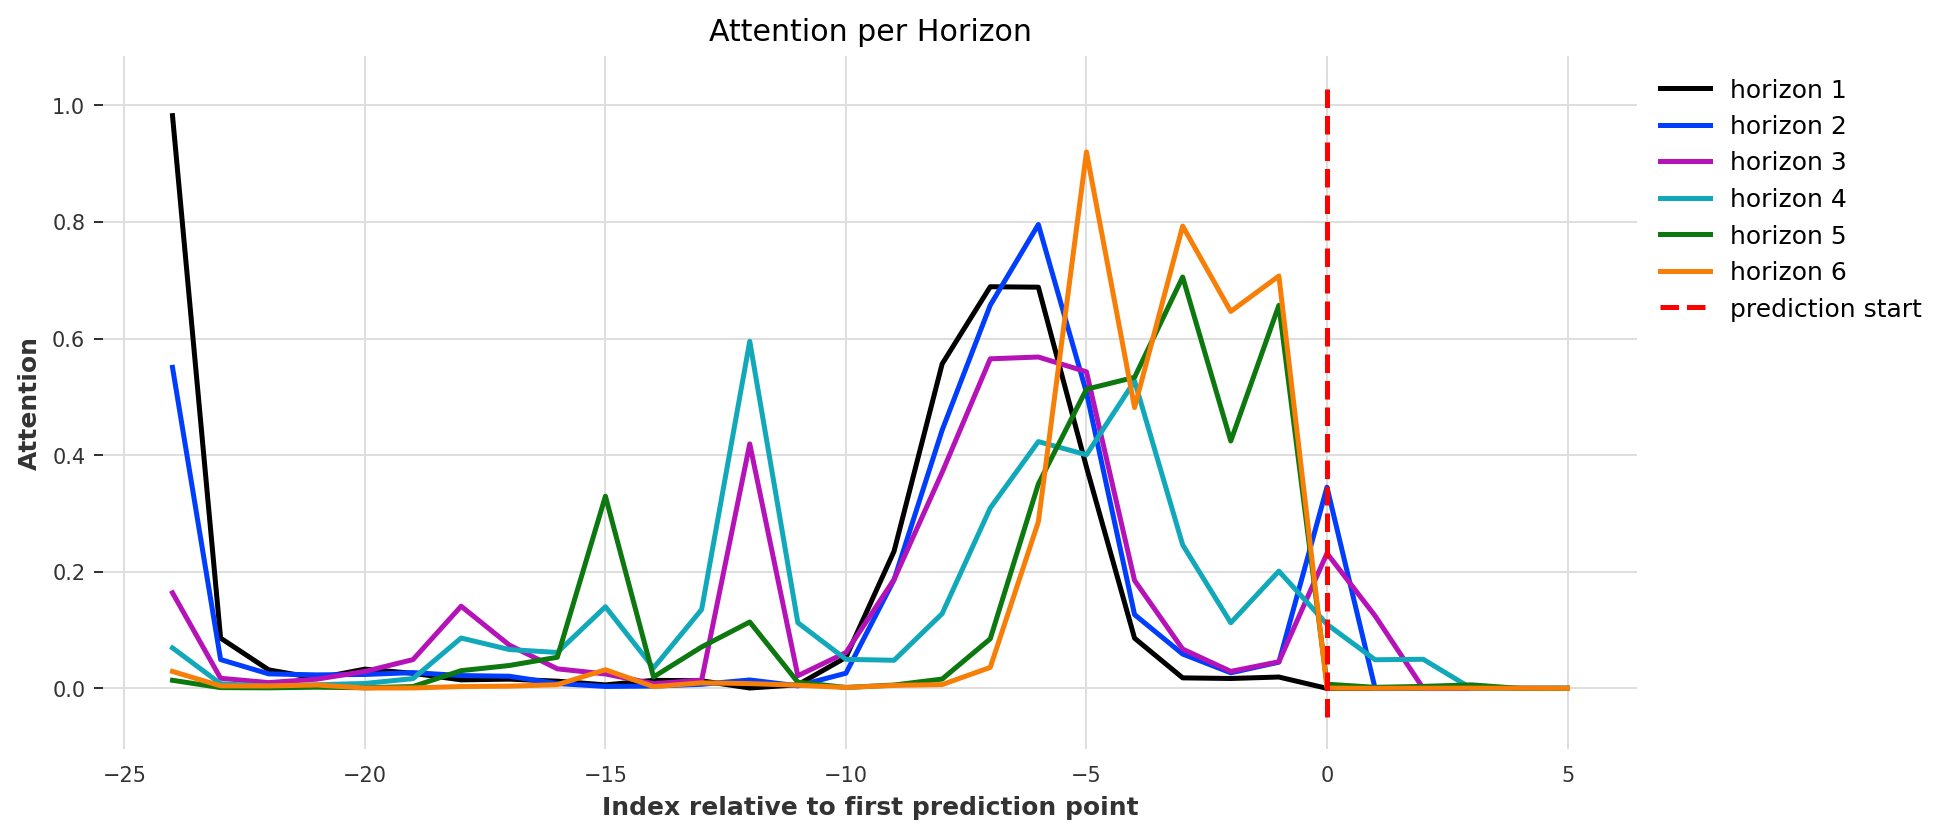 Attention per Horizon
1.0
0.8
0.6
0.4
0.2
0.0
Attention
−25
−20
−15
−10
−5
0
5
Index relative to first prediction point
horizon 1
horizon 2
horizon 3
horizon 4
horizon 5
horizon 6
prediction start